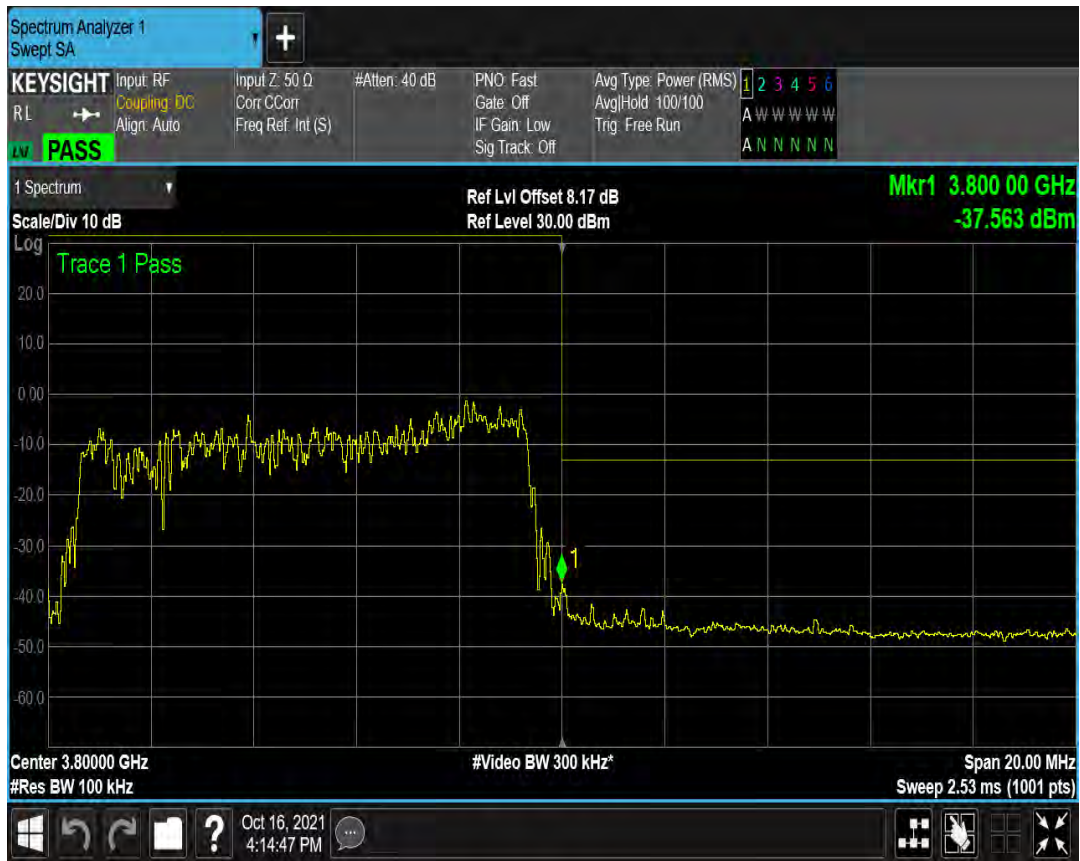 Spectrum Analyzer 1
Swept SA
+
KEYSIGHT
RL
PASS
Input: RF
Coupling: DC
Align: Auto
Input Z: 50 Ω
Corr CCorr
Freq Ref: Int (S)
#Atten: 40 dB
PNO: Fast
Gate: Off
IF Gain: Low
Sig Track: Off
Avg Type: Power (RMS)
Avg|Hold: 100/100
Trig: Free Run
1 2 3 4 5 6
A W W W W W
A N N N N N
1 Spectrum
Scale/Div 10 dB
Ref Lvl Offset 8.17 dB
Ref Level 30.00 dBm
Mkr1 3.800 00 GHz
-37.563 dBm
Log
Trace 1 Pass
20.0
10.0
0.00
-10.0
-20.0
-30.0
-40.0
-50.0
-60.0
1
Center 3.80000 GHz
#Res BW 100 kHz
#Video BW 300 kHz*
Span 20.00 MHz
Sweep 2.53 ms (1001 pts)
?
Oct 16, 2021
4:14:47 PM